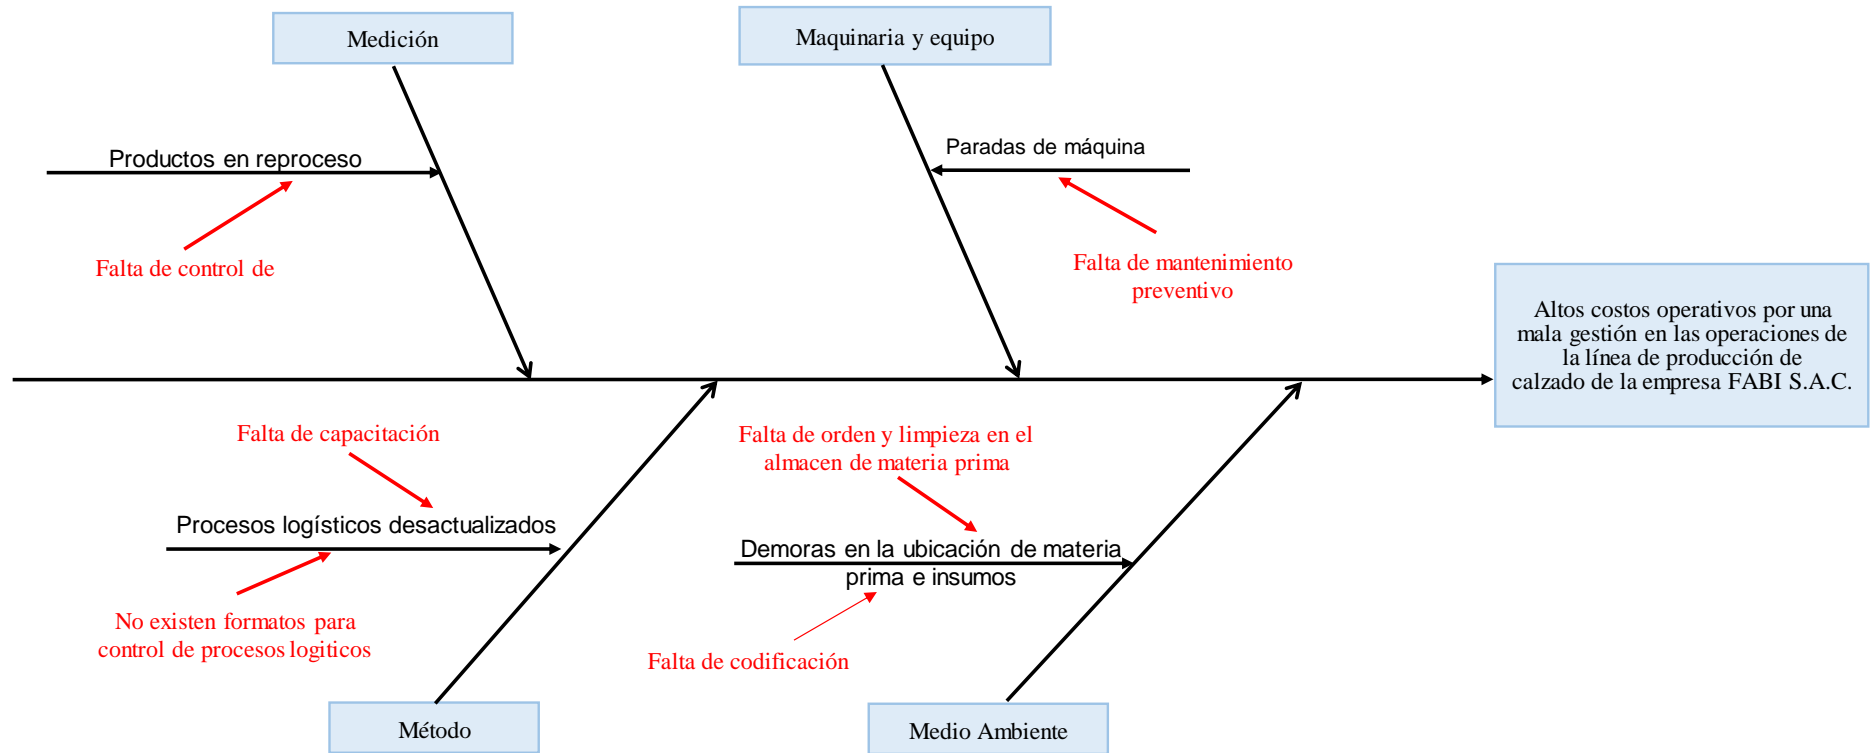 Medición
Maquinaria y equipo
Productos en reproceso
Paradas de máquina
Falta de control de
Falta de mantenimiento
preventivo
Altos costos operativos por una
mala gestión en las operaciones de
la línea de producción de
calzado de la empresa FABI S.A.C.
Falta de capacitación
Falta de orden y limpieza en el
almacen de materia prima
Procesos logísticos desactualizados
Demoras en la ubicación de materia
prima e insumos
No existen formatos para
control de procesos logiticos
Falta de codificación
Método
Medio Ambiente